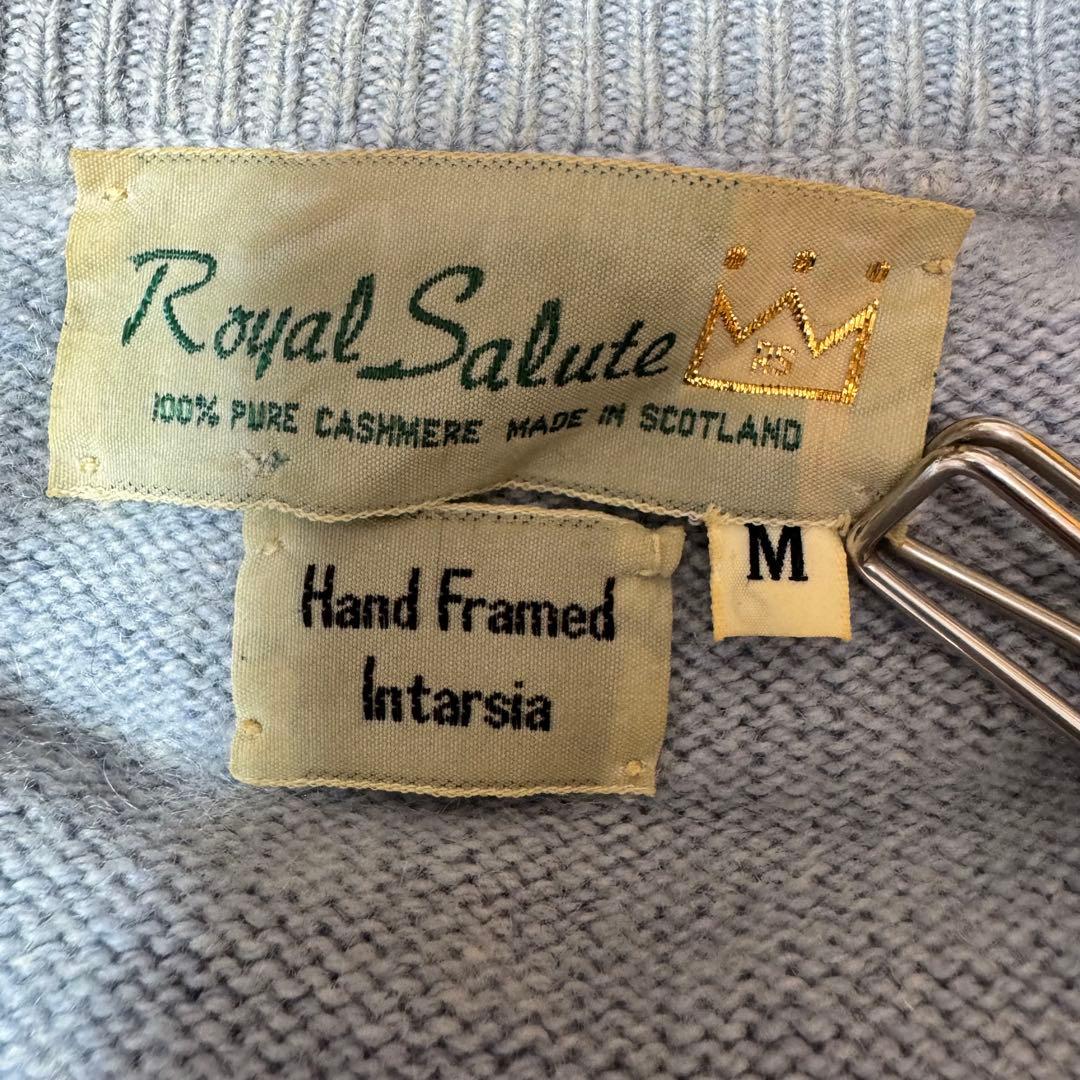 Royal Salute
RS
100% PURE CASHMERE MADE IN SCOTLAND
M
Hand Framed
Intarsia